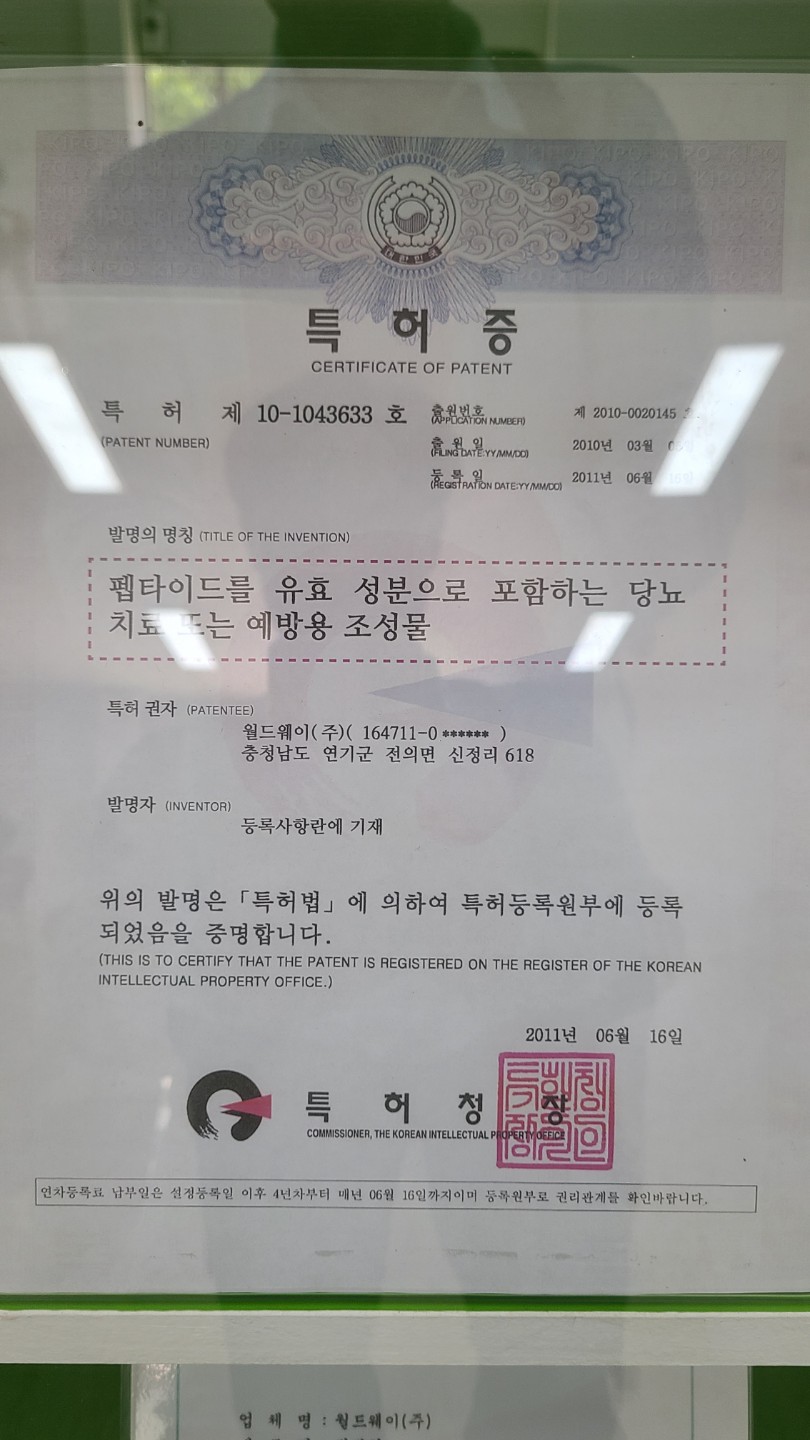 대한민국
특 허 증
CERTIFICATE OF PATENT
특 허 제 10-1043633 호
(PATENT NUMBER)
출원번호 제 2010-0020145
(APPLICATION NUMBER)
출 원 일 2010년 03월
(FILING DATE:YY/MM/DD)
등 록 일 2011년 06월 16일
(REGISTRATION DATE:YY/MM/DD)
발명의 명칭 (TITLE OF THE INVENTION)
펩타이드를 유효 성분으로 포함하는 당뇨
치료 또는 예방용 조성물
특허 권자 (PATENTEE)
월드웨이(주)( 164711-0****** )
충청남도 연기군 전의면 신정리 618
발명자 (INVENTOR)
등록사항란에 기재
위의 발명은 「특허법」에 의하여 특허등록원부에 등록
되었음을 증명합니다.
(THIS IS TO CERTIFY THAT THE PATENT IS REGISTERED ON THE REGISTER OF THE KOREAN
INTELLECTUAL PROPERTY OFFICE.)
2011년 06월 16일
특 허 청 장
COMMISSIONER, THE KOREAN INTELLECTUAL PROPERTY OFFICE
연차등록료 납부일은 설정등록일 이후 4년차부터 매년 06월 16일까지이며 등록원부로 권리관계를 확인바랍니다.
업 체 명 : 월드웨이(주)